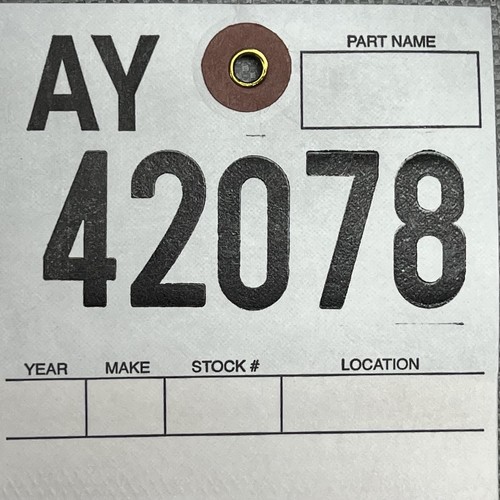 AY
PART NAME
42078
YEAR MAKE STOCK # LOCATION